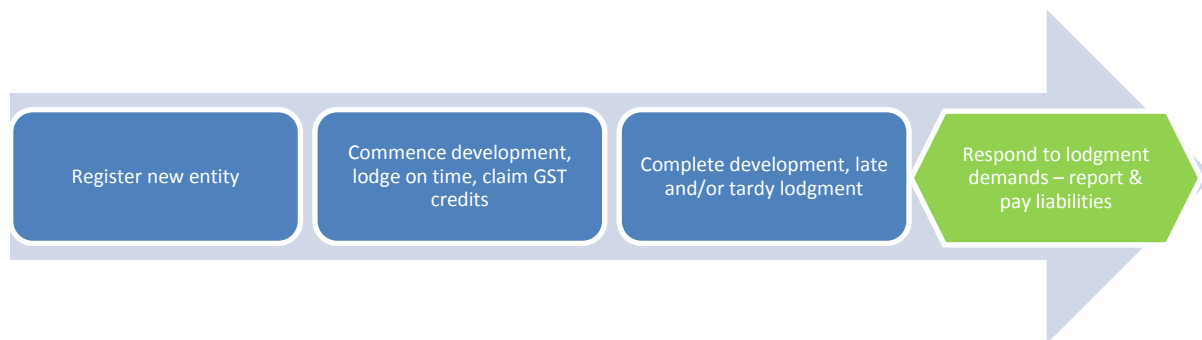 Register new entity
Commence development,
lodge on time, claim GST
credits
Complete development, late
and/or tardy lodgment
Respond to lodgment
demands – report &
pay liabilities